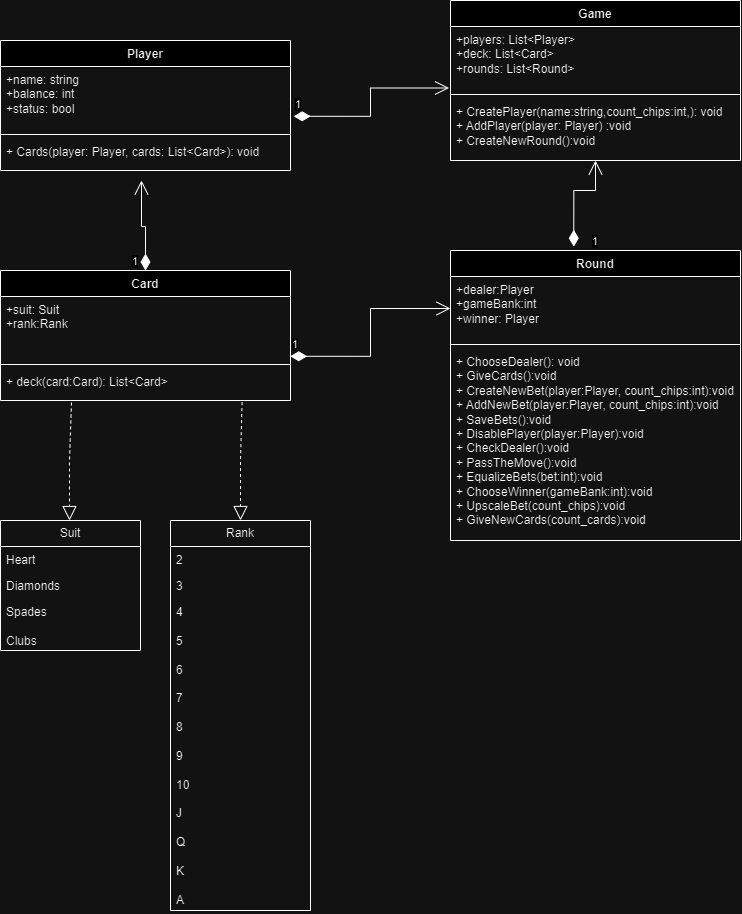 Player
+name: string
+balance: int
+status: bool
+ Cards(player: Player, cards: List<Card>): void
1
Game
+players: List<Player>
+deck: List<Card>
+rounds: List<Round>
+ CreatePlayer(name:string,count_chips:int,): void
+ AddPlayer(player: Player) :void
+ CreateNewRound():void
1
1
Card
+suit: Suit
+rank:Rank
+ deck(card:Card): List<Card>
1
Round
+dealer:Player
+gameBank:int
+winner: Player
+ ChooseDealer(): void
+ GiveCards():void
+ CreateNewBet(player:Player, count_chips:int):void
+ AddNewBet(player:Player, count_chips:int):void
+ SaveBets():void
+ DisablePlayer(player:Player):void
+ CheckDealer():void
+ PassTheMove():void
+ EqualizeBets(bet:int):void
+ ChooseWinner(gameBank:int):void
+ UpscaleBet(count_chips):void
+ GiveNewCards(count_cards):void
Suit
Heart
Diamonds
Spades
Clubs
Rank
2
3
4
5
6
7
8
9
10
J
Q
K
A